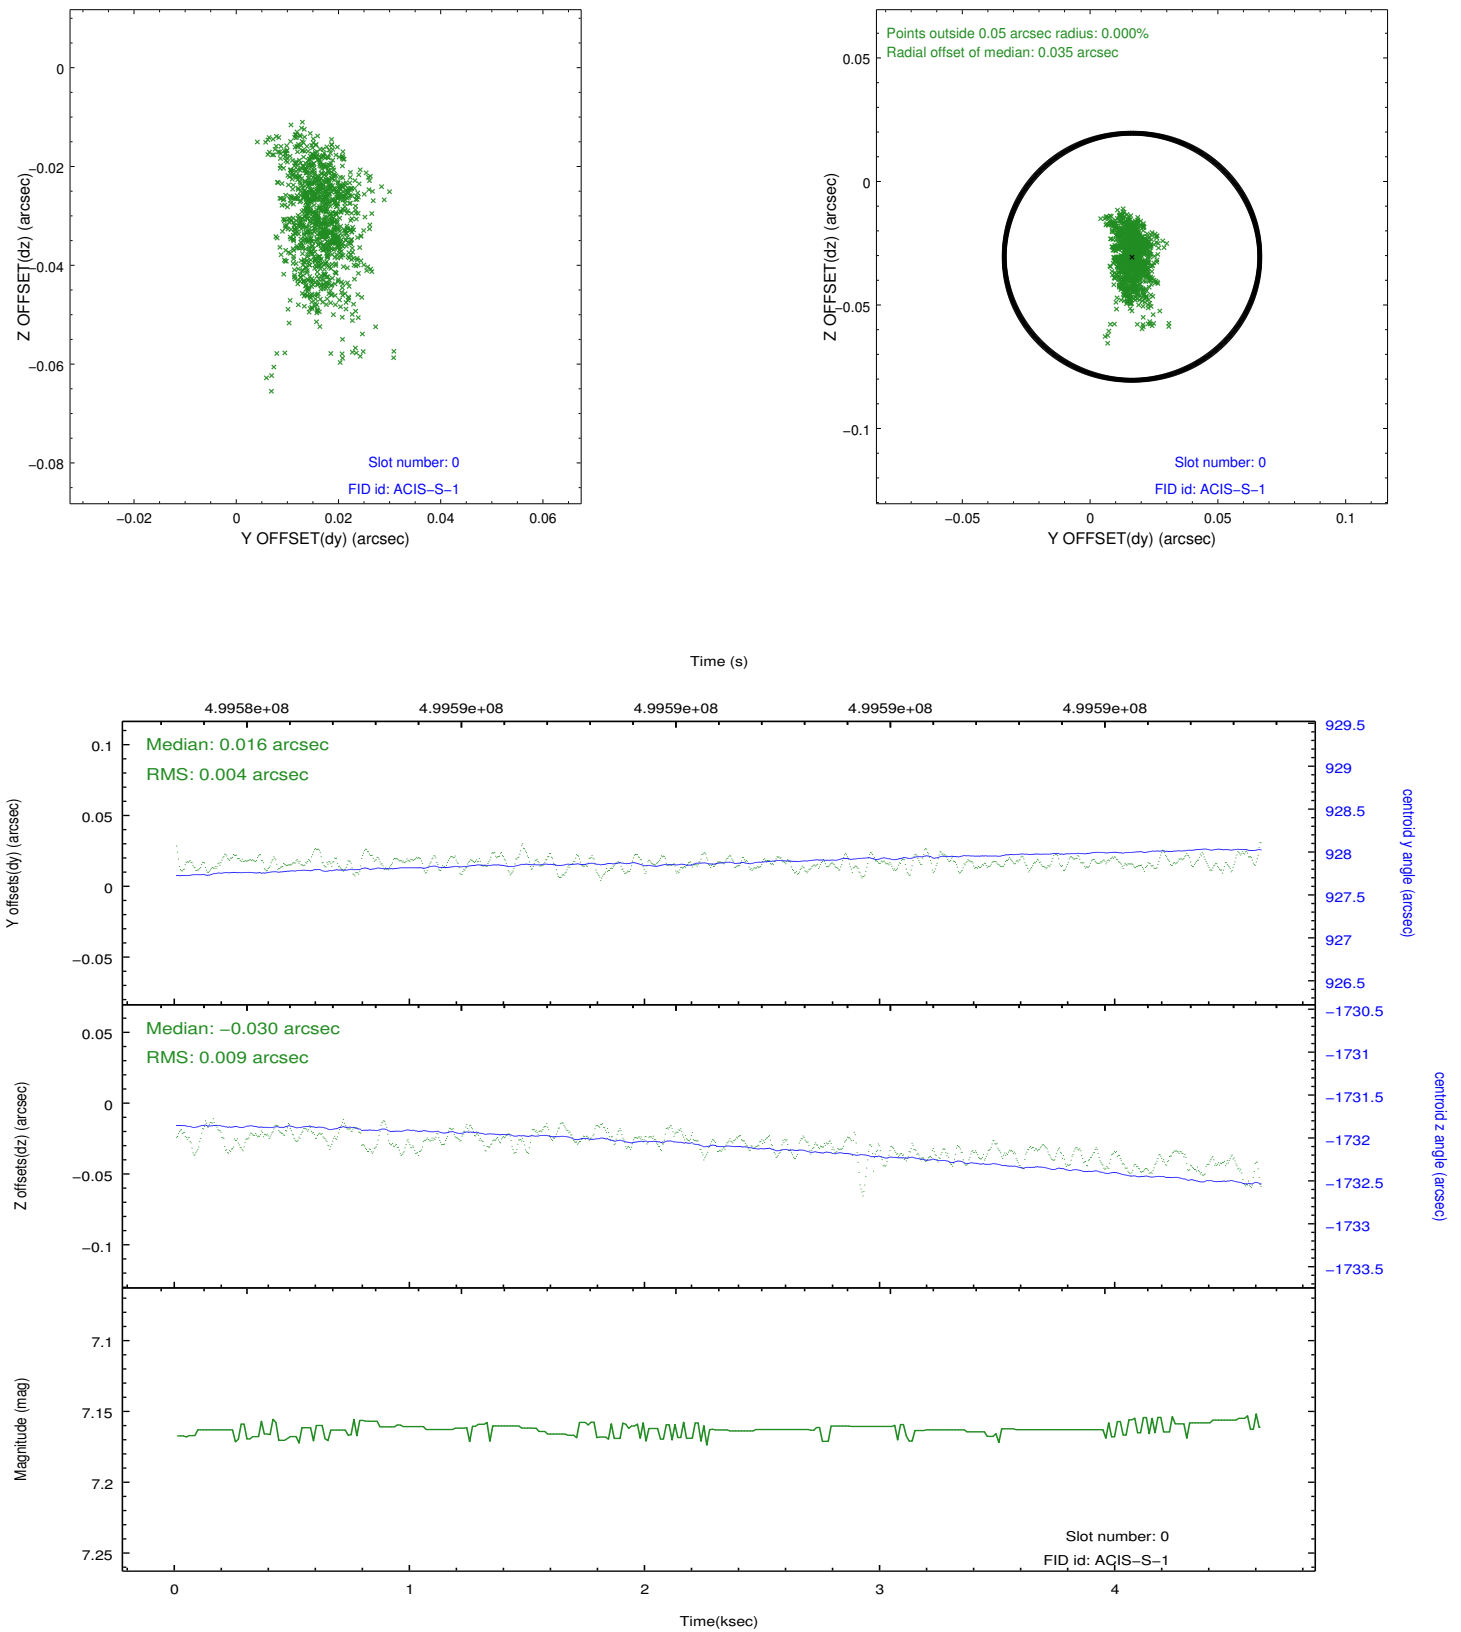 0
−0.02
−0.04
−0.06
−0.08
Z OFFSET(dz) (arcsec)
Slot number: 0
FID id: ACIS−S−1
−0.02
0
0.02
0.04
0.06
Y OFFSET(dy) (arcsec)
Points outside 0.05 arcsec radius: 0.000%
Radial offset of median: 0.035 arcsec
0.05
0
−0.05
−0.1
Z OFFSET(dz) (arcsec)
Slot number: 0
FID id: ACIS−S−1
−0.05
0
0.05
0.1
Y OFFSET(dy) (arcsec)
Time (s)
4.9958e+08
4.9959e+08
4.9959e+08
4.9959e+08
4.9959e+08
Median: 0.016 arcsec
RMS: 0.004 arcsec
0.1
0.05
0
−0.05
Y offsets(dy) (arcsec)
929.5
929
928.5
928
927.5
927
926.5
centroid y angle (arcsec)
Median: −0.030 arcsec
RMS: 0.009 arcsec
0.05
0
−0.05
−0.1
Z offsets(dz) (arcsec)
−1730.5
−1731
−1731.5
−1732
−1732.5
−1733
−1733.5
centroid z angle (arcsec)
7.1
7.15
7.2
7.25
Magnitude (mag)
Slot number: 0
FID id: ACIS−S−1
0
1
2
3
4
Time(ksec)